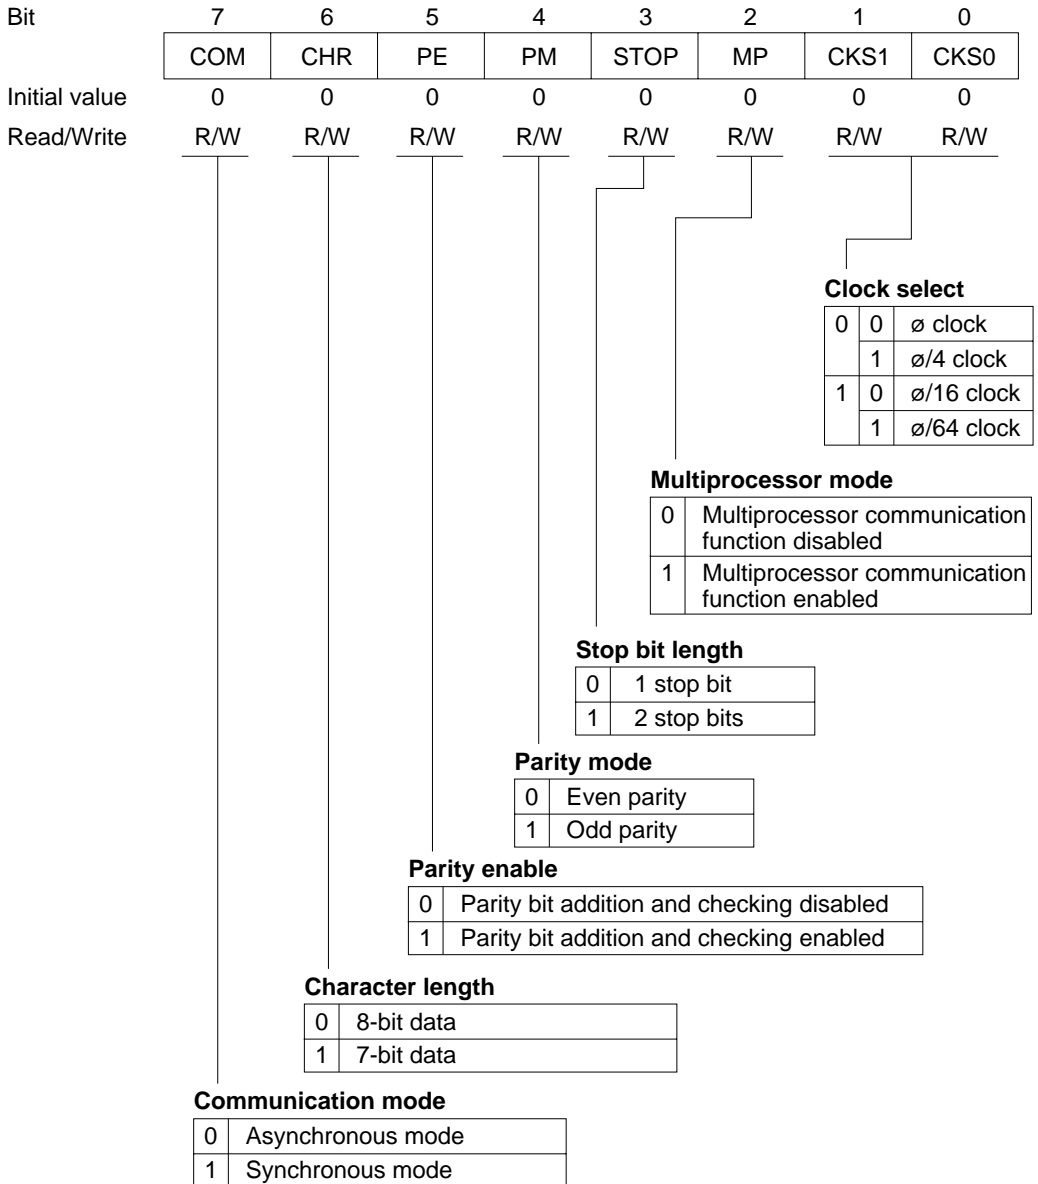 Bit 7 6 5 4 3 2 1 0
COM CHR PE PM STOP MP CKS1 CKS0
Initial value 0 0 0 0 0 0 0 0
Read/Write R/W R/W R/W R/W R/W R/W R/W R/W
Clock select
0 0 ø clock
1 ø/4 clock
1 0 ø/16 clock
1 ø/64 clock
Multiprocessor mode
0 Multiprocessor communication
function disabled
1 Multiprocessor communication
function enabled
Stop bit length
0 1 stop bit
1 2 stop bits
Parity mode
0 Even parity
1 Odd parity
Parity enable
0 Parity bit addition and checking disabled
1 Parity bit addition and checking enabled
Character length
0 8-bit data
1 7-bit data
Communication mode
0 Asynchronous mode
1 Synchronous mode